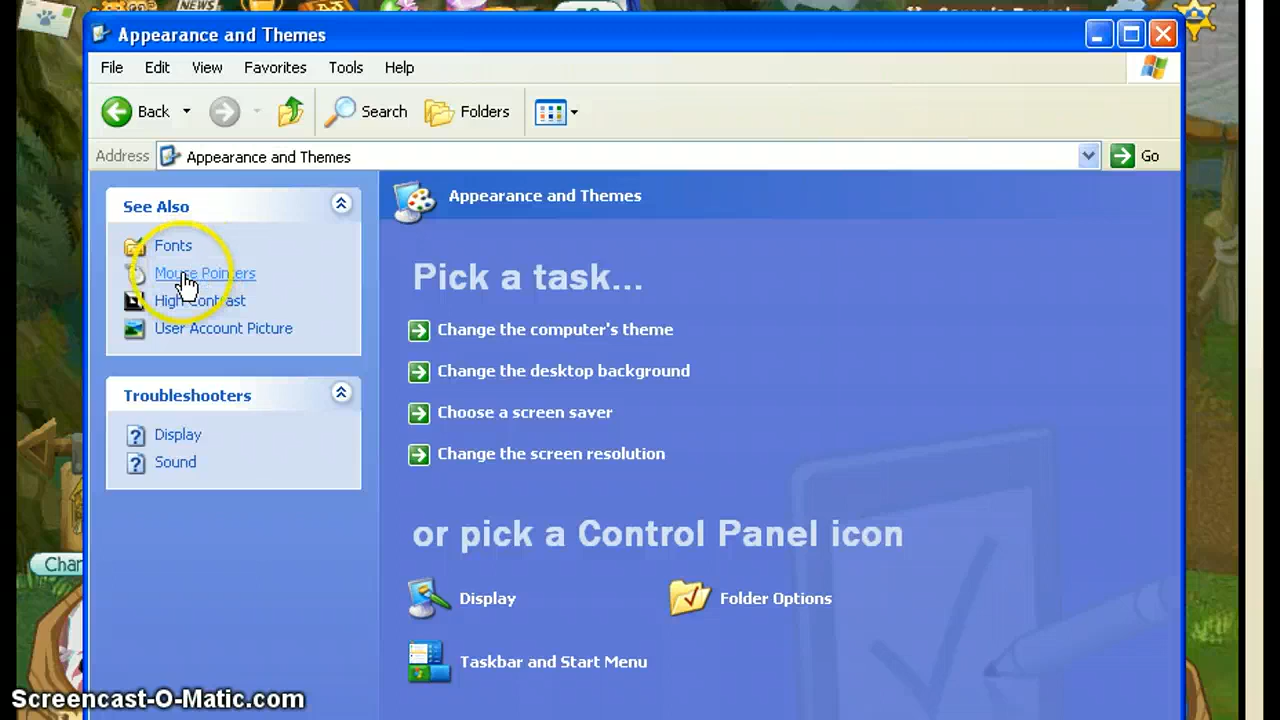 NEWS
Appearance and Themes
File Edit View Favorites Tools Help
Back Search Folders
Address Appearance and Themes Go
See Also
Fonts
Mouse Pointers
High Contrast
User Account Picture
Troubleshooters
Display
Sound
Appearance and Themes
Pick a task...
Change the computer's theme
Change the desktop background
Choose a screen saver
Change the screen resolution
or pick a Control Panel icon
Display
Folder Options
Taskbar and Start Menu
Char
Screencast-O-Matic.com